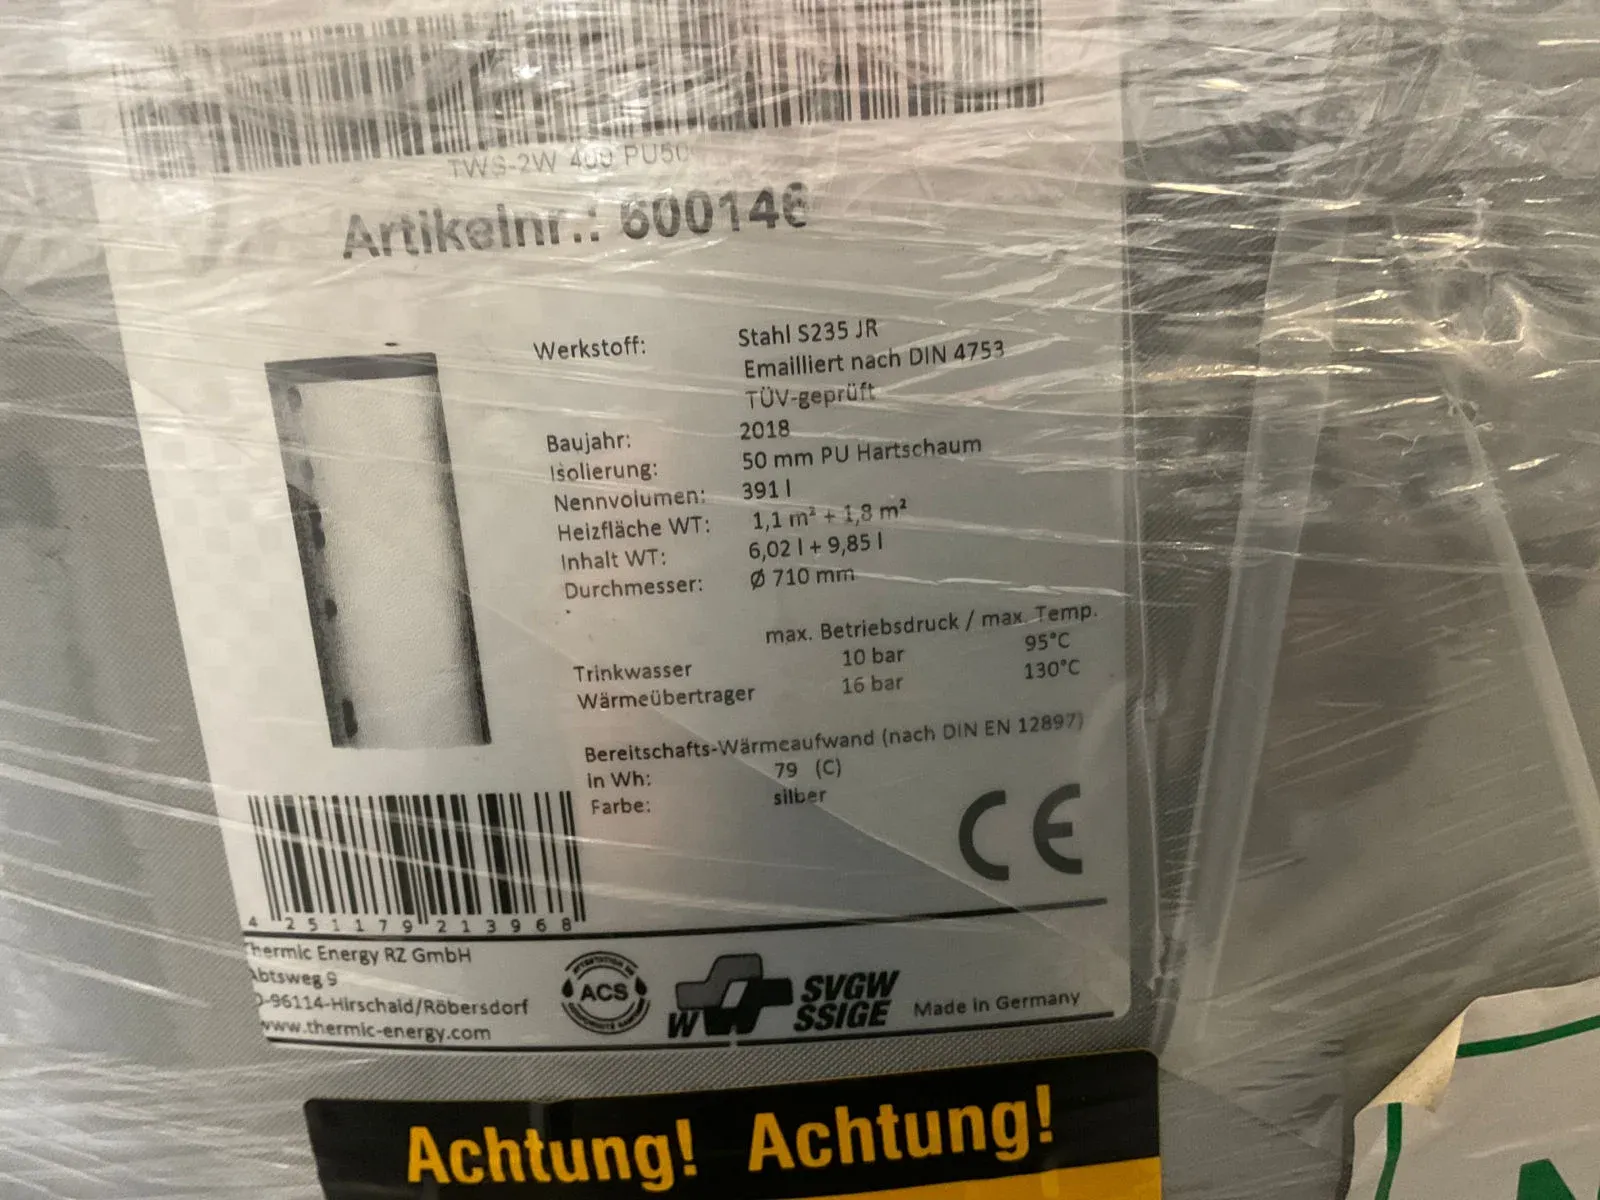 TWS-2W 400 PU50
Artikelnr.: 600146
Werkstoff: Stahl S235 JR
Emailliert nach DIN 4753
TÜV-geprüft
Baujahr: 2018
Isolierung: 50 mm PU Hartschaum
Nennvolumen: 391 l
Heizfläche WT: 1,1 m² + 1,8 m²
Inhalt WT: 6,02 l + 9,85 l
Durchmesser: Ø 710 mm
max. Betriebsdruck / max. Temp.
Trinkwasser 10 bar 95°C
Wärmeübertrager 16 bar 130°C
Bereitschafts-Wärmeaufwand (nach DIN EN 12897)
in Wh: 79 (C)
Farbe: silber
CE
4 251179 213968
Thermic Energy RZ GmbH
Abtsweg 9
D-96114-Hirschaid/Röbersdorf
www.thermic-energy.com
ACS
W
SVGW
SSIGE
Made in Germany
Achtung! Achtung!